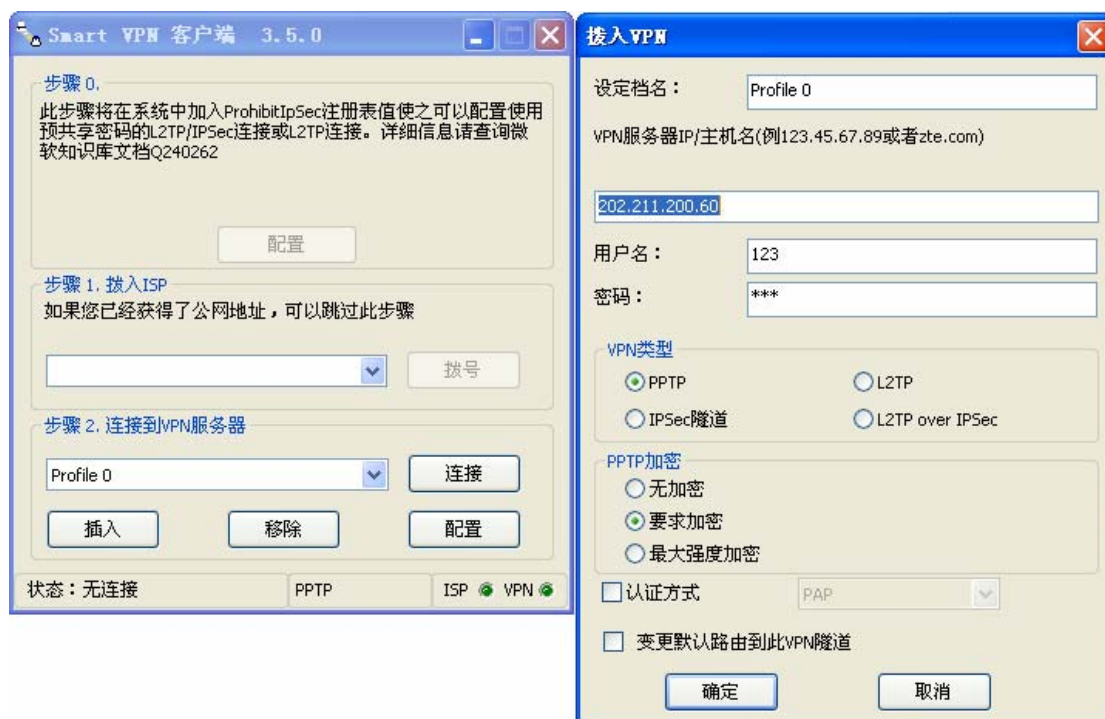 Smart VPN 客户端 3.5.0
步骤 0.
此步骤将在系统中加入ProhibitIpSec注册表值使之可以配置使用
预共享密码的L2TP/IPSec连接或L2TP连接。详细信息请查询微
软知识库文档Q240262
配置
步骤 1. 拨入ISP
如果您已经获得了公网地址，可以跳过此步骤
拨号
步骤 2. 连接到VPN服务器
Profile 0
连接
插入 移除 配置
状态：无连接 PPTP ISP VPN
拨入VPN
设定档名： Profile 0
VPN服务器IP/主机名(例123.45.67.89或者zte.com)
202.211.200.60
用户名： 123
密码： ***
VPN类型
PPTP L2TP
IPSec隧道 L2TP over IPSec
PPTP加密
无加密
要求加密
最大强度加密
认证方式 PAP
变更默认路由到此VPN隧道
确定 取消